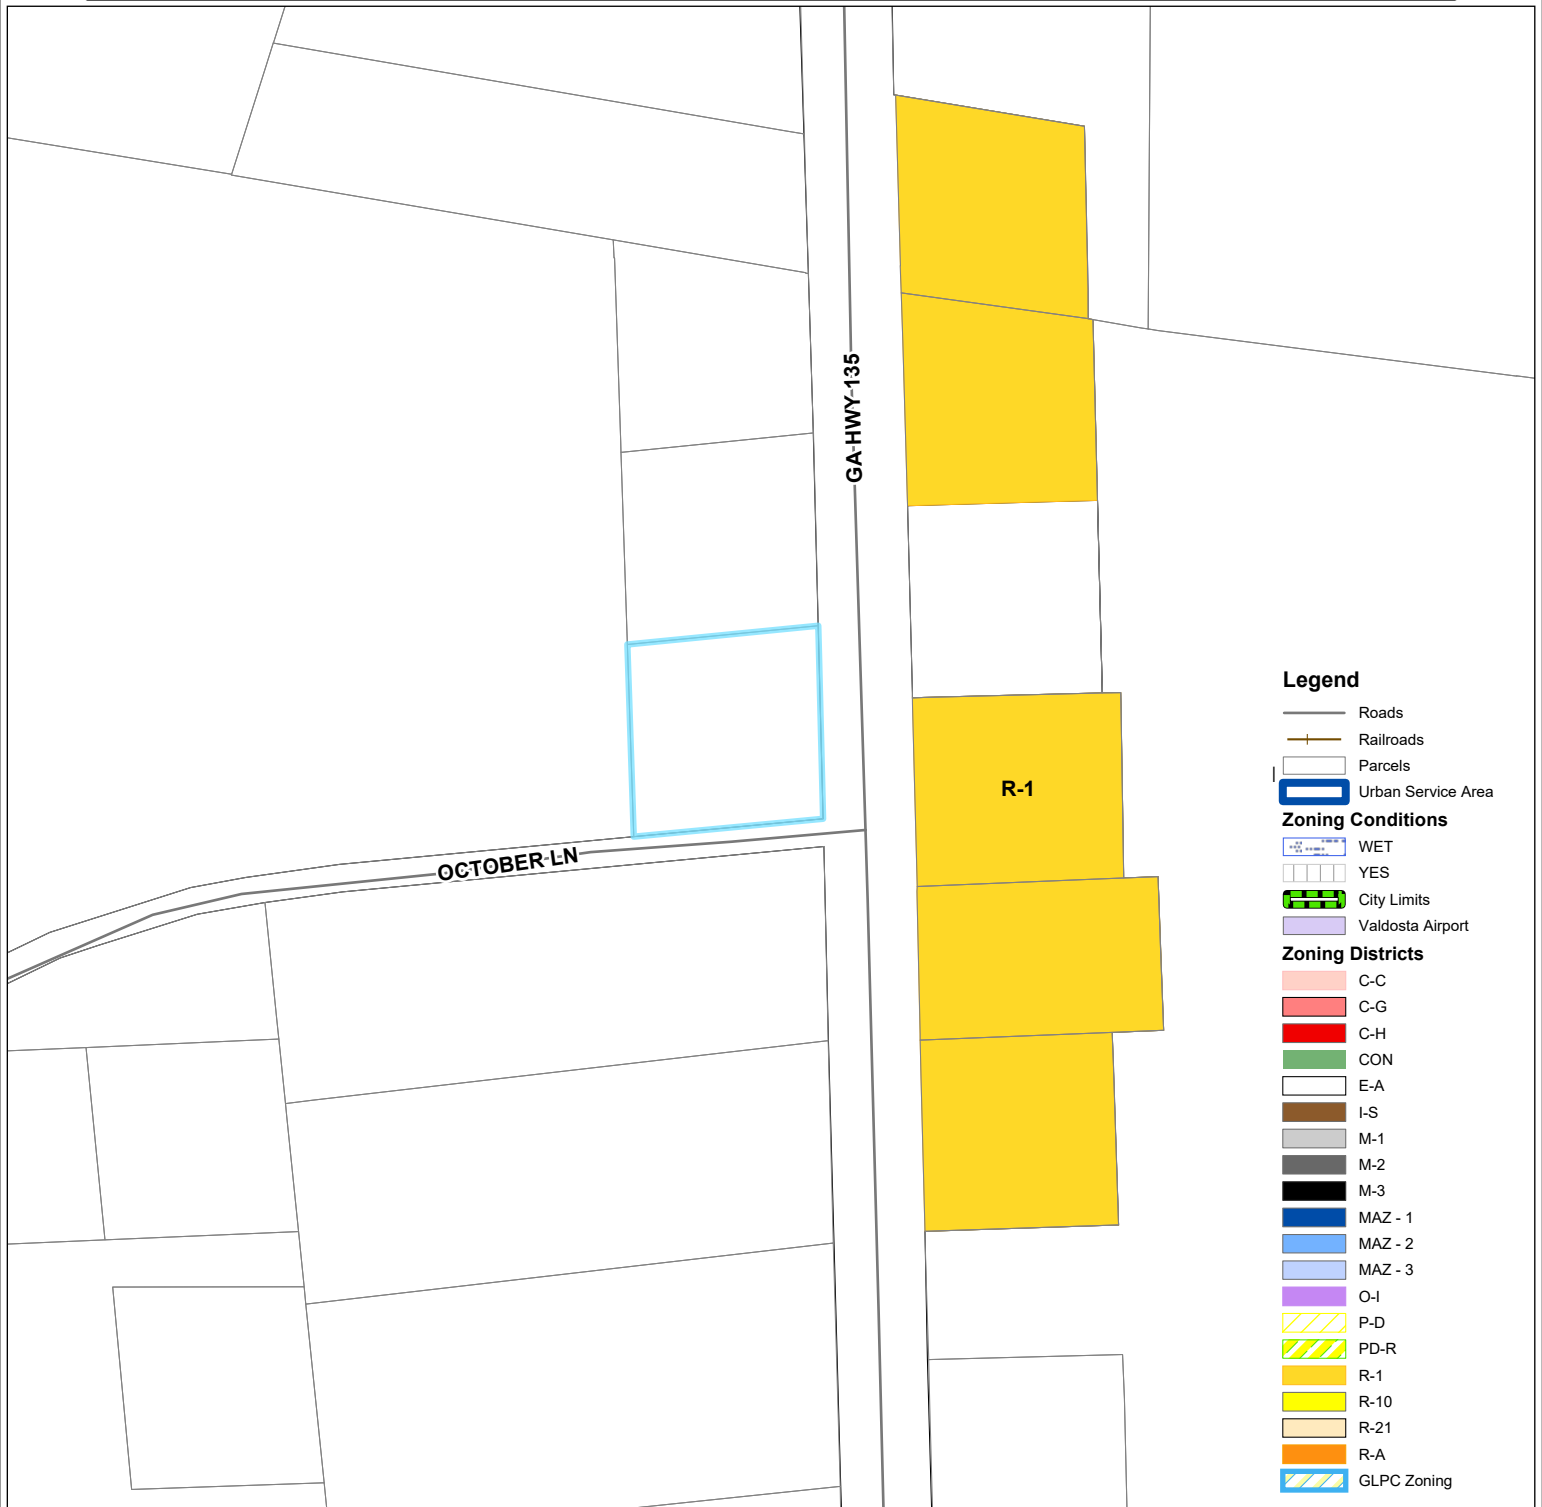 GA HWY 135
R-1
OCTOBER LN
Legend
Roads
Railroads
Parcels
Urban Service Area
Zoning Conditions
WET
YES
City Limits
Valdosta Airport
Zoning Districts
C-C
C-G
C-H
CON
E-A
I-S
M-1
M-2
M-3
MAZ - 1
MAZ - 2
MAZ - 3
O-I
P-D
PD-R
R-1
R-10
R-21
R-A
GLPC Zoning